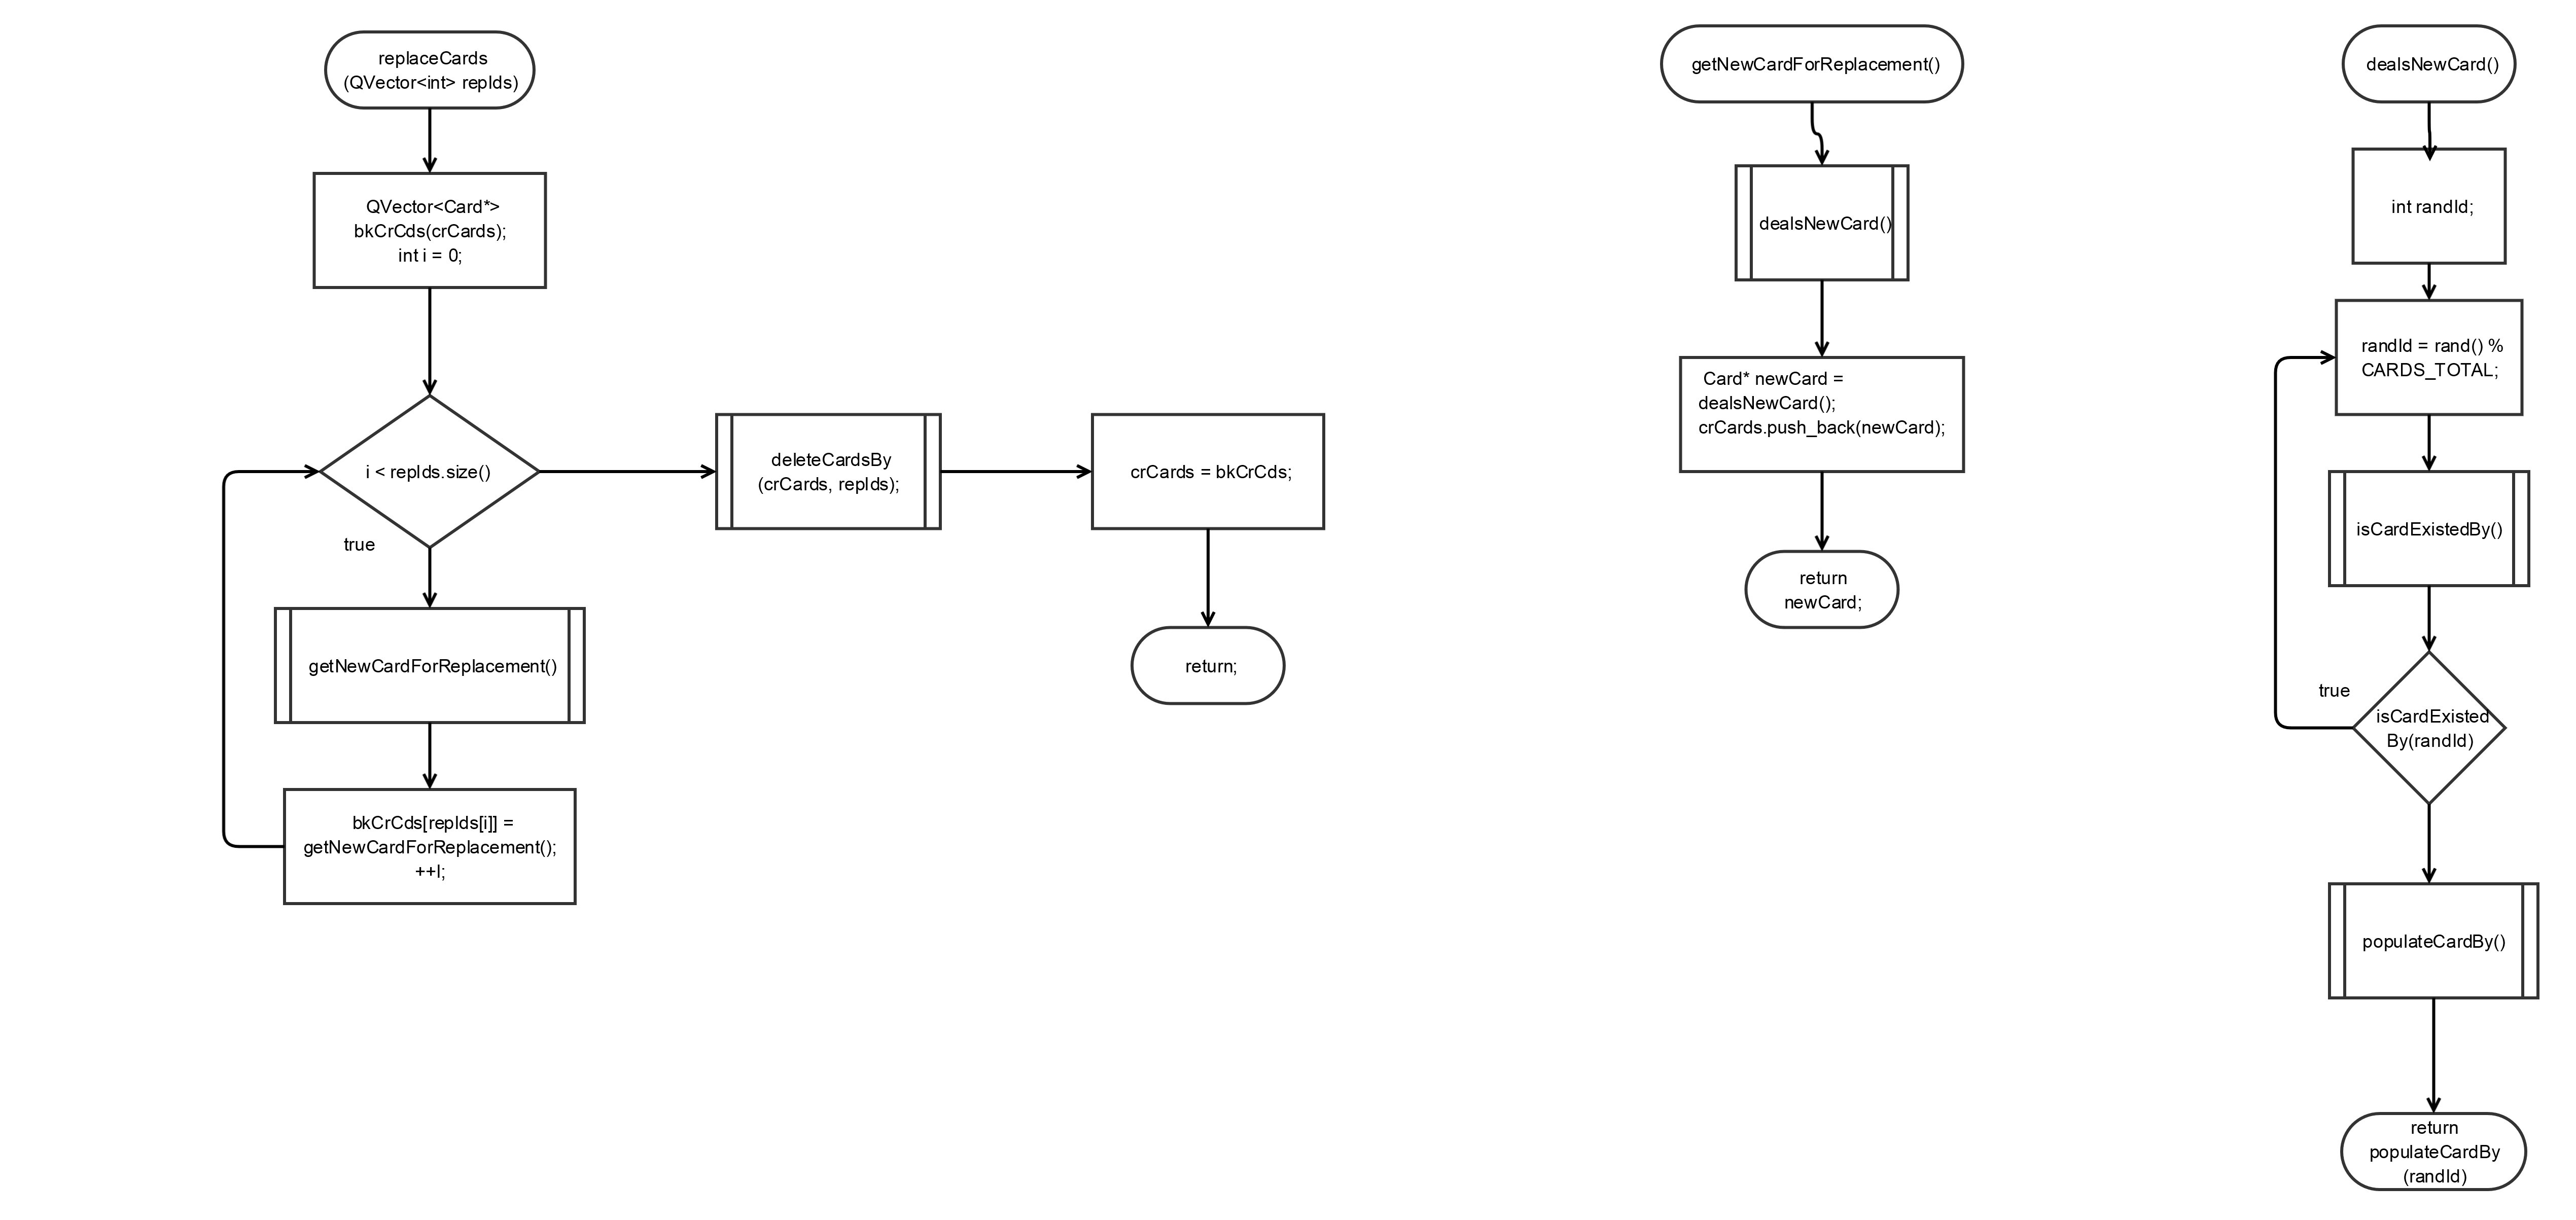 replaceCards
(QVector<int> repIds)
QVector<Card*>
bkCrCds(crCards);
int i = 0;
i < repIds.size()
true
getNewCardForReplacement()
bkCrCds[repIds[i]] =
getNewCardForReplacement();
++I;
deleteCardsBy
(crCards, repIds);
crCards = bkCrCds;
return;
getNewCardForReplacement()
dealsNewCard()
Card* newCard =
dealsNewCard();
crCards.push_back(newCard);
return
newCard;
dealsNewCard()
int randId;
randId = rand() %
CARDS_TOTAL;
isCardExistedBy()
true
isCardExisted
By(randId)
populateCardBy()
return
populateCardBy
(randId)